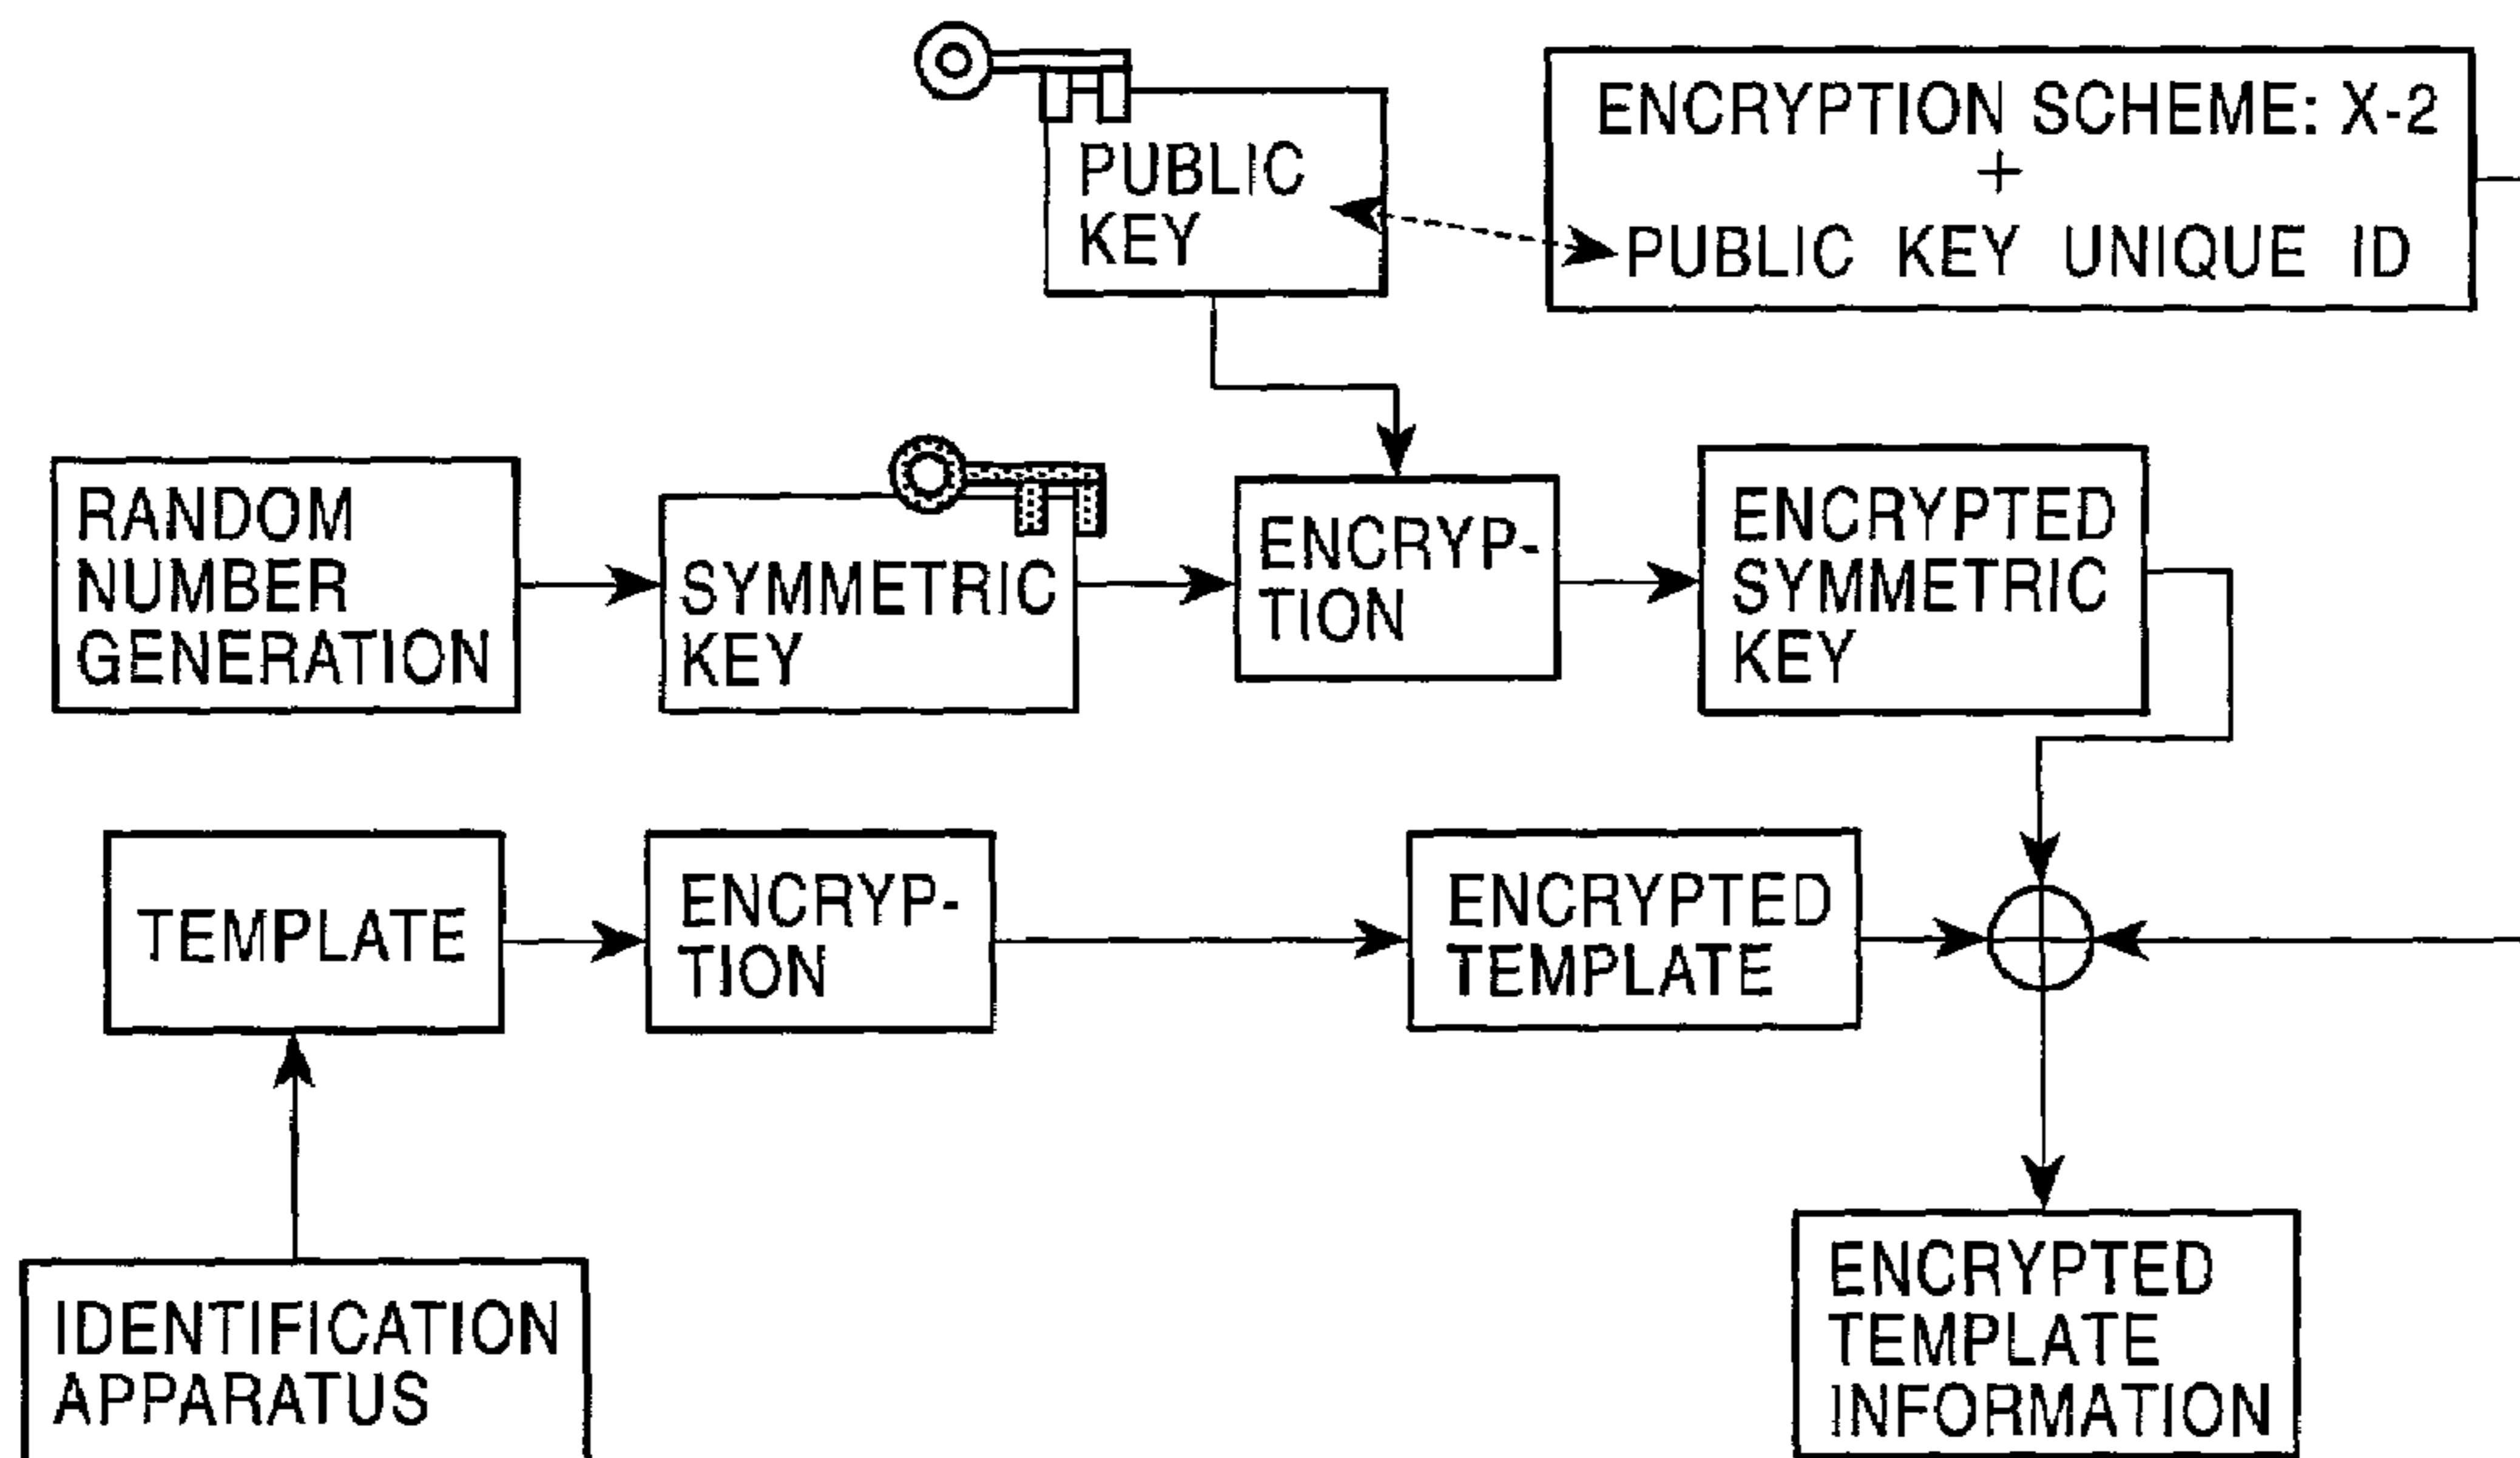 PUBLIC
KEY
ENCRYPTION SCHEME: X-2
+
PUBLIC KEY UNIQUE ID
RANDOM
NUMBER
GENERATION
SYMMETRIC
KEY
ENCRYP-
TION
ENCRYPTED
SYMMETRIC
KEY
TEMPLATE
ENCRYP-
TION
ENCRYPTED
TEMPLATE
IDENTIFICATION
APPARATUS
ENCRYPTED
TEMPLATE
INFORMATION